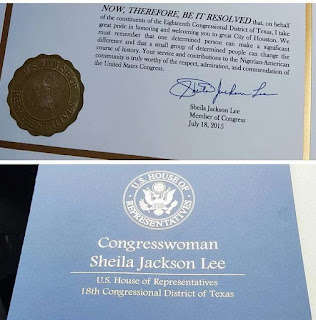 NOW, THEREFORE, BE IT RESOLVED that, on behalf
of the constituents of the Eighteenth Congressional District of Texas, I take
great pride in honoring and welcoming you to great City of Houston. We
must remember that one determined person can make a significant
difference and that a small group of determined people can change the
course of history. Your service and contributions to the Nigerian-American
community is truly worthy of the respect, admiration, and commendation of
the United States Congress.
Sheila Jackson Lee
Sheila Jackson Lee
Member of Congress
July 18, 2015
U.S. HOUSE OF
REPRESENTATIVES
Congresswoman
Sheila Jackson Lee
U.S. House of Representatives
18th Congressional District of Texas